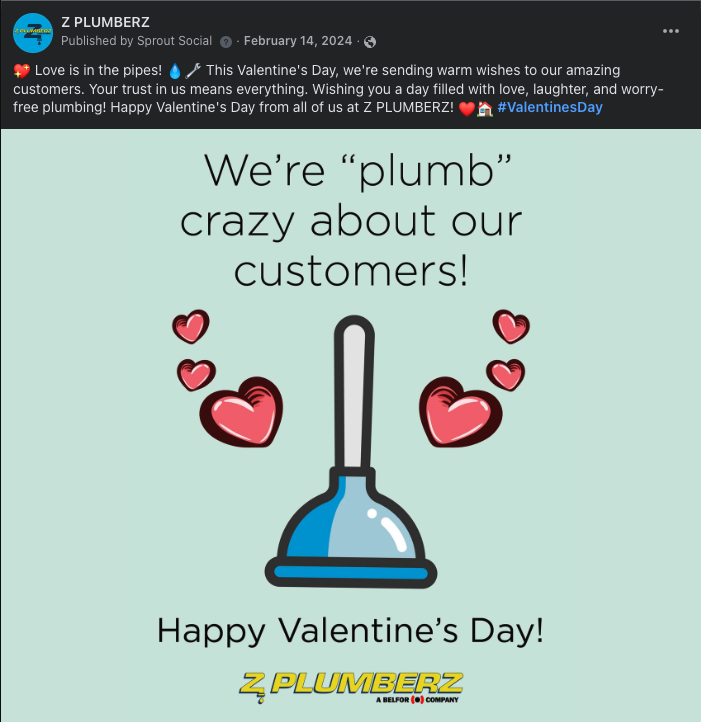 Z PLUMBERZ
Published by Sprout Social · February 14, 2024 ·
💖 Love is in the pipes! 💧🔧 This Valentine's Day, we're sending warm wishes to our amazing
customers. Your trust in us means everything. Wishing you a day filled with love, laughter, and worry-
free plumbing! Happy Valentine's Day from all of us at Z PLUMBERZ! ❤️🏠 #ValentinesDay
We're “plumb”
crazy about our
customers!
Happy Valentine's Day!
Z PLUMBERZ
A BELFOR COMPANY